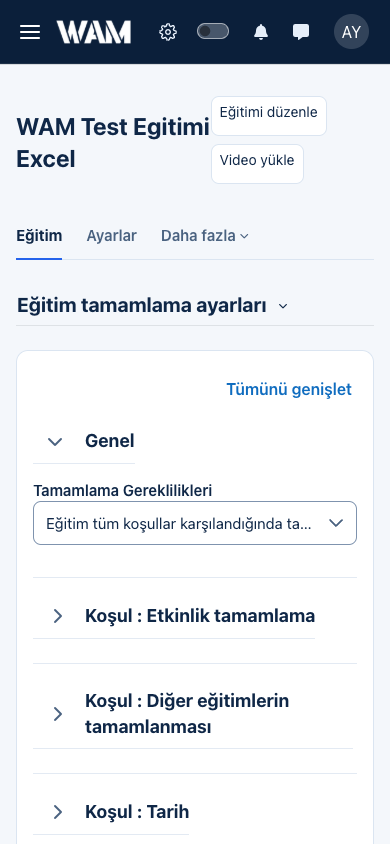 WAM
AY
WAM Test Egitimi
Excel
Eğitimi düzenle
Video yükle
Eğitim
Ayarlar
Daha fazla
Eğitim tamamlama ayarları
Tümünü genişlet
Genel
Tamamlama Gereklilikleri
Eğitim tüm koşullar karşılandığında ta...
Koşul : Etkinlik tamamlama
Koşul : Diğer eğitimlerin
tamamlanması
Koşul : Tarih